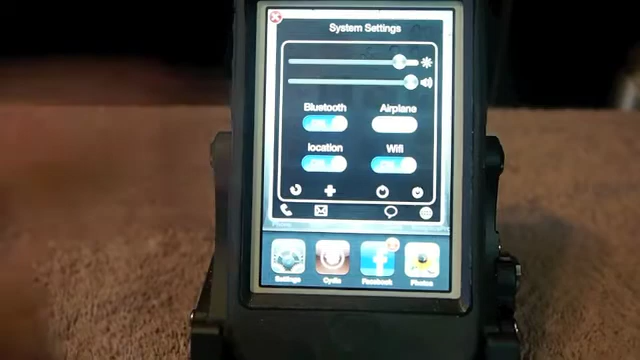 System Settings
Bluetooth Airplane
location Wifi
Settings Cydia Facebook Photos